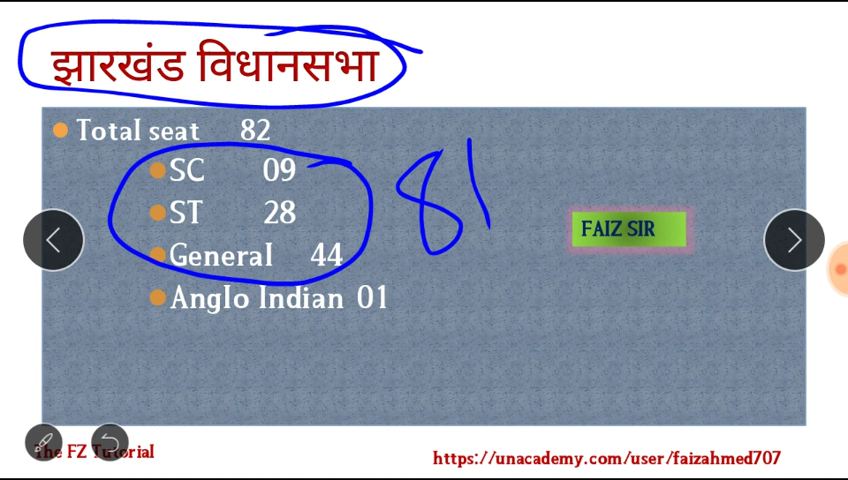 झारखंड विधानसभा
Total seat 82
SC 09
ST 28
General 44
Anglo Indian 01
81
FAIZ SIR
The FZ Tutorial
https://unacademy.com/user/faizahmed707